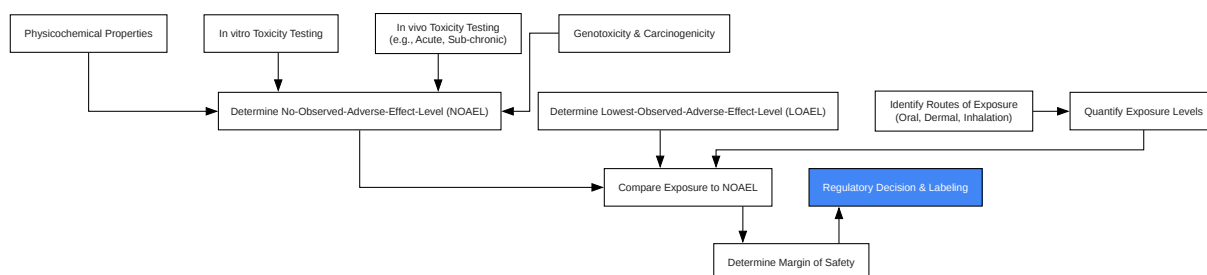 Physicochemical Properties
In vitro Toxicity Testing
In vivo Toxicity Testing
(e.g., Acute, Sub-chronic)
Genotoxicity & Carcinogenicity
Determine No-Observed-Adverse-Effect-Level (NOAEL)
Determine Lowest-Observed-Adverse-Effect-Level (LOAEL)
Identify Routes of Exposure
(Oral, Dermal, Inhalation)
Quantify Exposure Levels
Compare Exposure to NOAEL
Regulatory Decision & Labeling
Determine Margin of Safety